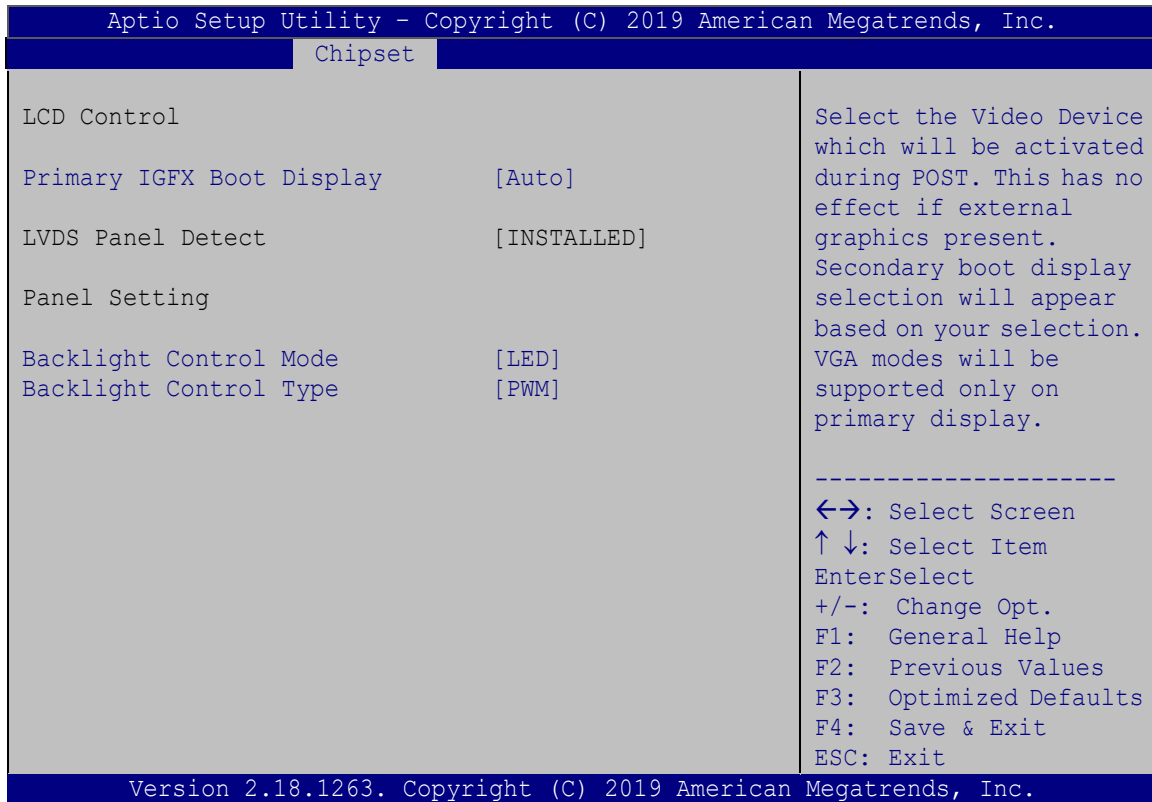 Aptio Setup Utility – Copyright (C) 2019 American Megatrends, Inc.
Chipset
LCD Control
Primary IGFX Boot Display [Auto]
LVDS Panel Detect [INSTALLED]
Panel Setting
Backlight Control Mode [LED]
Backlight Control Type [PWM]
Select the Video Device
which will be activated
during POST. This has no
effect if external
graphics present.
Secondary boot display
selection will appear
based on your selection.
VGA modes will be
supported only on
primary display.
---------------------
←→: Select Screen
↑ ↓: Select Item
EnterSelect
+/-: Change Opt.
F1: General Help
F2: Previous Values
F3: Optimized Defaults
F4: Save & Exit
ESC: Exit
Version 2.18.1263. Copyright (C) 2019 American Megatrends, Inc.